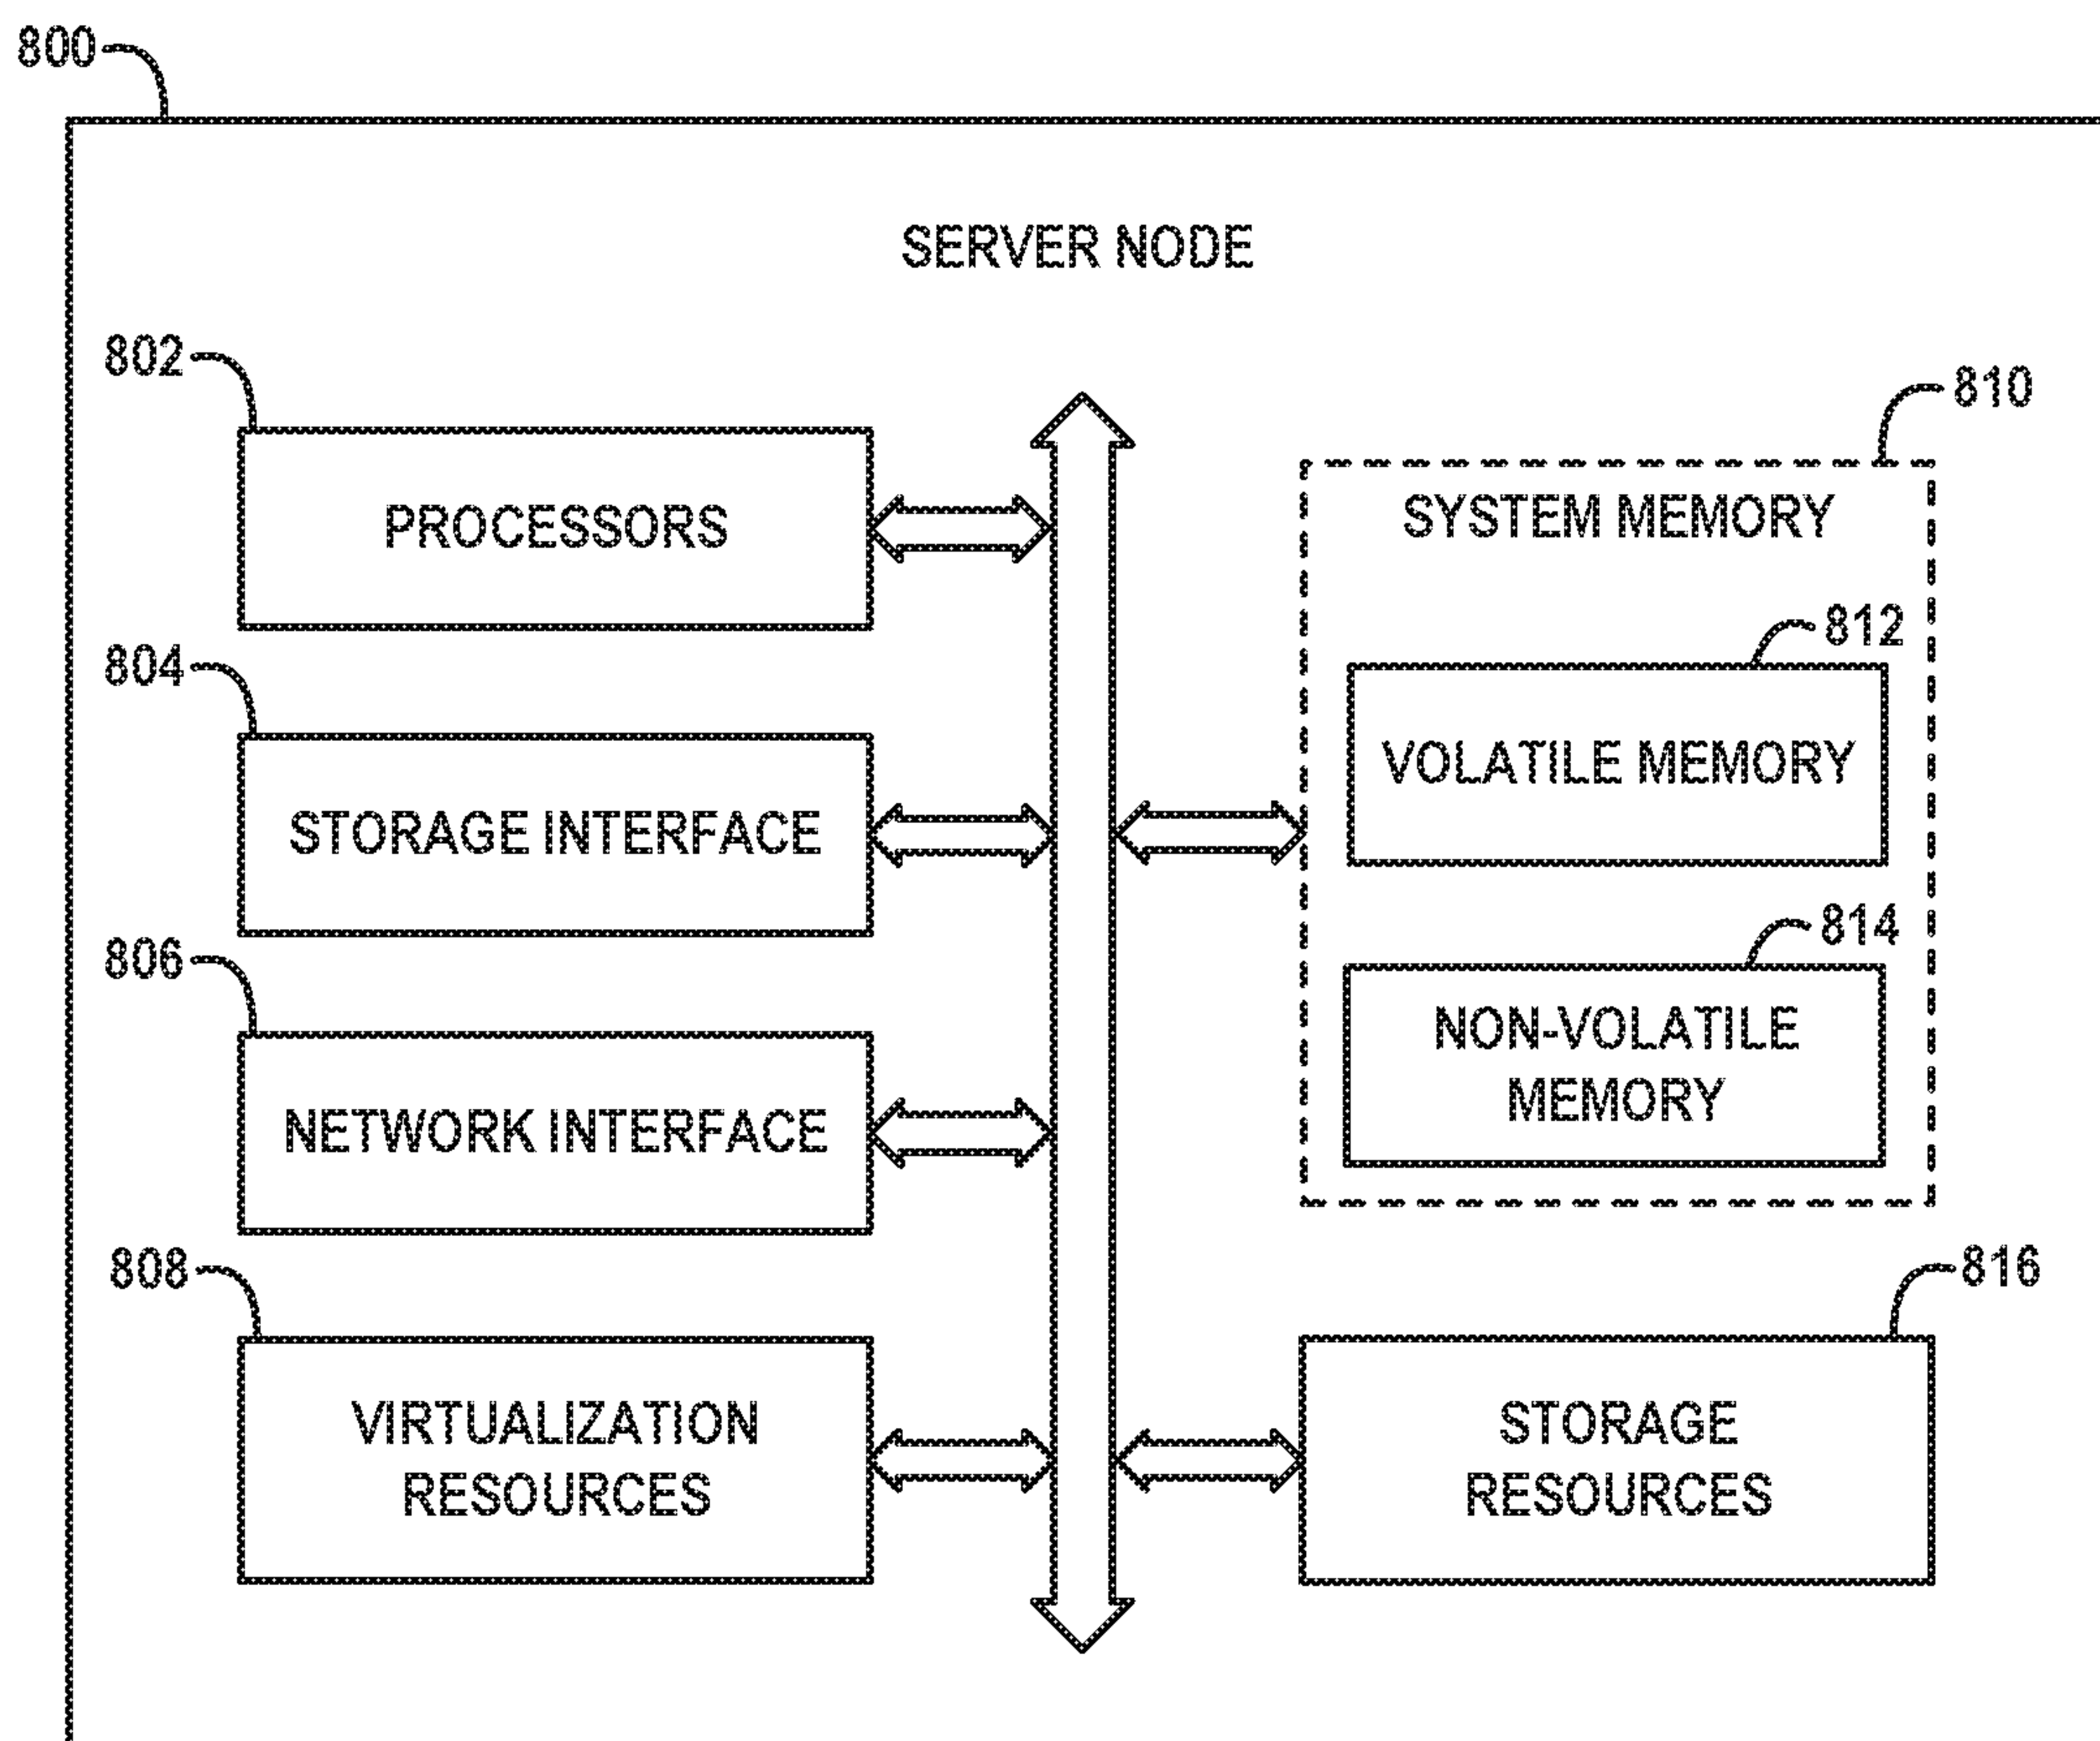 800
SERVER NODE
802
PROCESSORS
804
STORAGE INTERFACE
806
NETWORK INTERFACE
808
VIRTUALIZATION
RESOURCES
810
SYSTEM MEMORY
812
VOLATILE MEMORY
814
NON-VOLATILE
MEMORY
816
STORAGE
RESOURCES